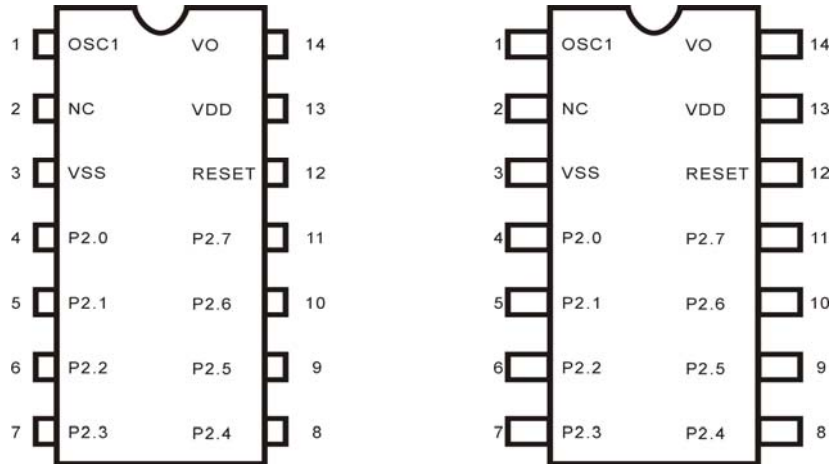 1 OSC1 VO 14 1 OSC1 VO 14
2 NC VDD 13 2 NC VDD 13
3 VSS RESET 12 3 VSS RESET 12
4 P2.0 P2.7 11 4 P2.0 P2.7 11
5 P2.1 P2.6 10 5 P2.1 P2.6 10
6 P2.2 P2.5 9 6 P2.2 P2.5 9
7 P2.3 P2.4 8 7 P2.3 P2.4 8